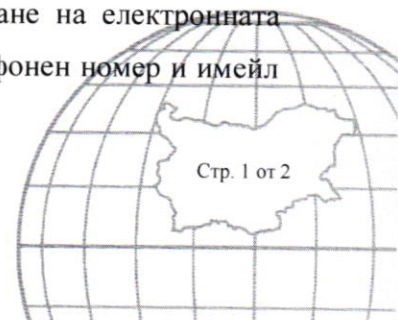 ане на електронната
фонен номер и имейл
Стр. 1 от 2